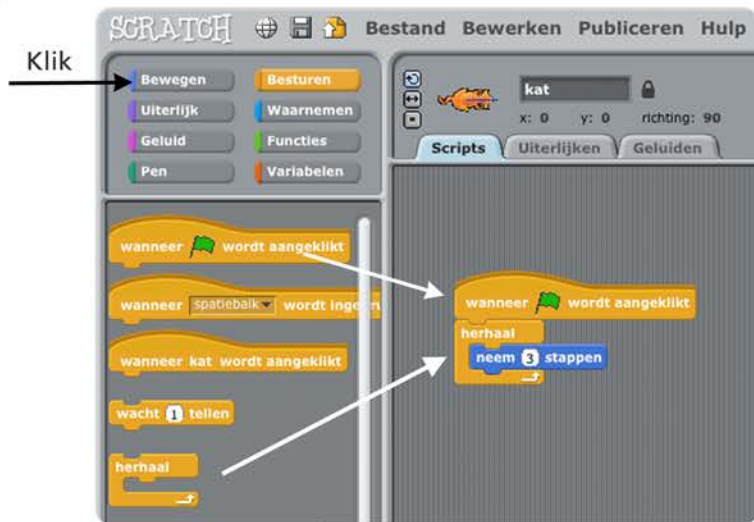 SCRATCH Bestand Bewerken Publiceren Hulp
Klik
Bewegen Besturen
Uiterlijk Waarnemen
Geluid Functies
Pen Variabelen
kat
x: 0 y: 0 richting: 90
Scripts Uiterlijken Geluiden
wanneer wordt aangeklikt
wanneer spatiebalk wordt inge
wanneer kat wordt aangeklikt
wacht 1 tellen
herhaal
wanneer wordt aangeklikt
herhaal
neem 3 stappen